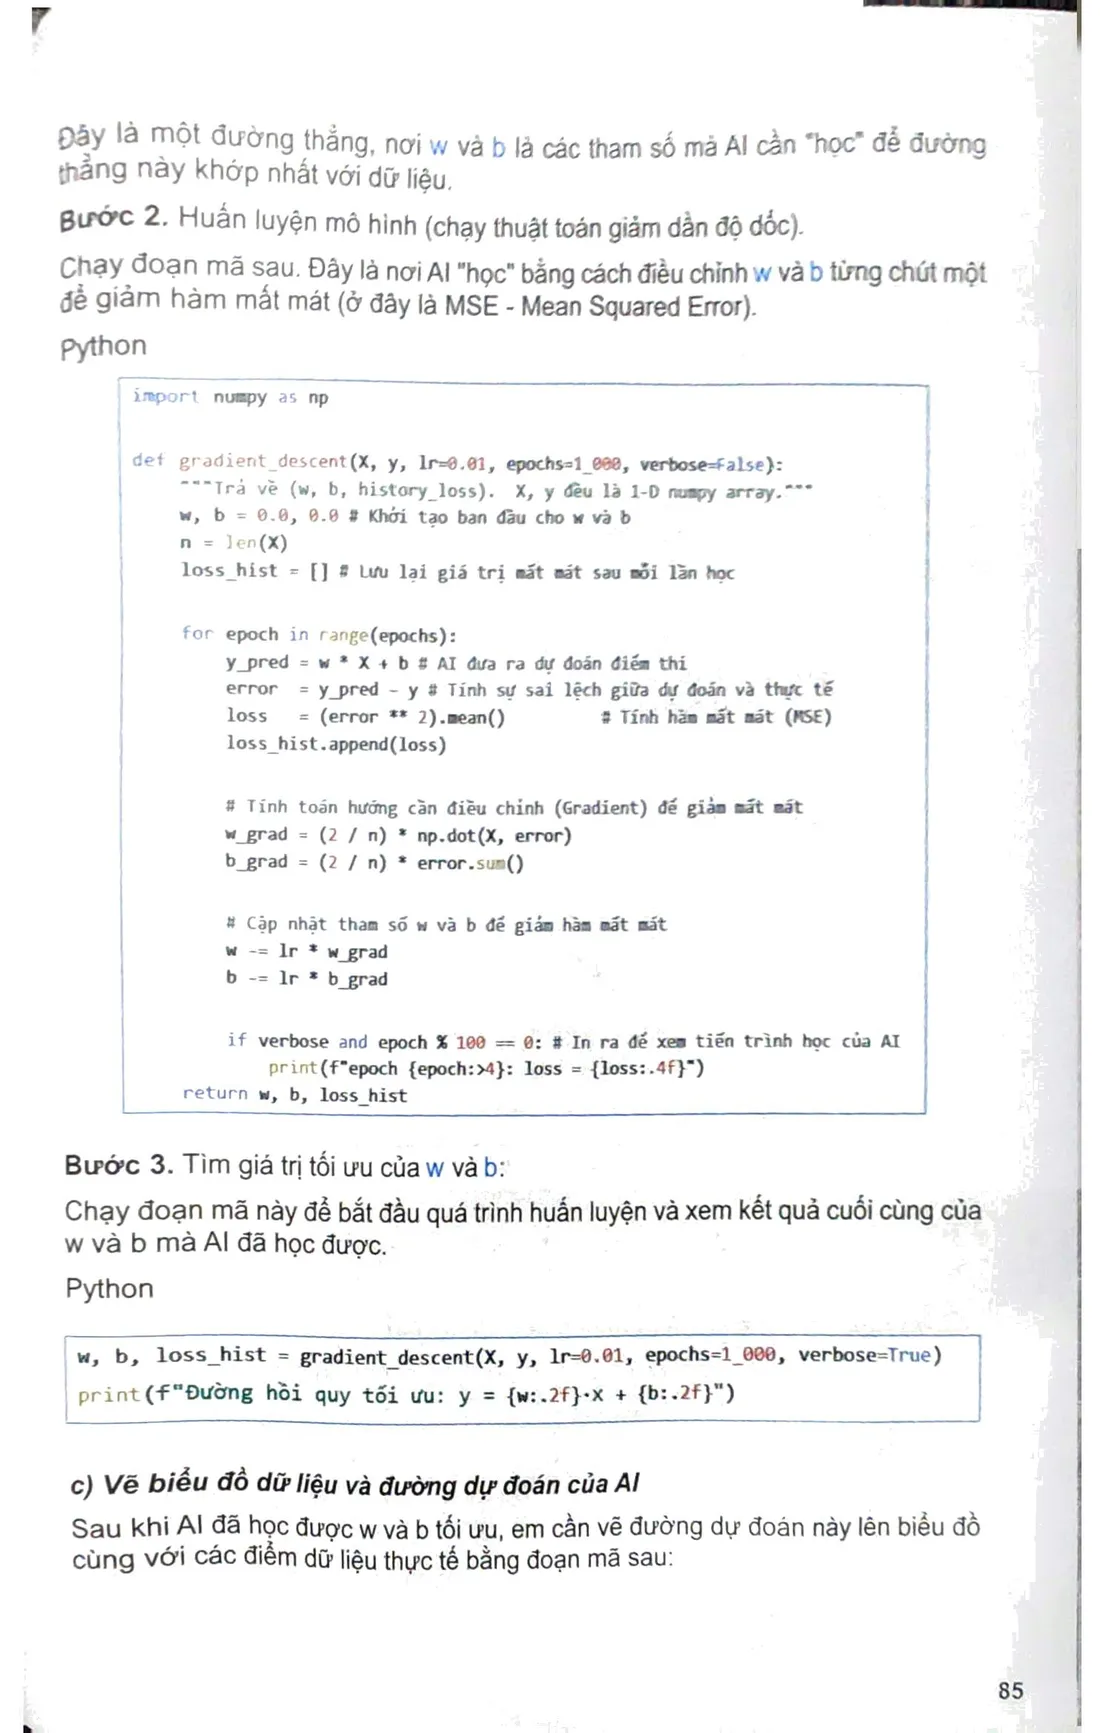 Đây là một đường thẳng, nơi w và b là các tham số mà AI cần "học" để đường
thẳng này khớp nhất với dữ liệu.
Bước 2. Huấn luyện mô hình (chạy thuật toán giảm dần độ dốc).
Chạy đoạn mã sau. Đây là nơi AI "học" bằng cách điều chỉnh w và b từng chút một
để giảm hàm mất mát (ở đây là MSE - Mean Squared Error).
Python
import numpy as np
def gradient_descent(X, y, lr=0.01, epochs=1_000, verbose=False):
"""Trả về (w, b, history_loss). X, y đều là 1-D numpy array."""
w, b = 0.0, 0.0 # Khởi tạo ban đầu cho w và b
n = len(X)
loss_hist = [] # Lưu lại giá trị mất mát sau mỗi lần học
for epoch in range(epochs):
y_pred = w * X + b # AI đưa ra dự đoán điểm thi
error = y_pred - y # Tính sự sai lệch giữa dự đoán và thực tế
loss = (error ** 2).mean() # Tính hàm mất mát (MSE)
loss_hist.append(loss)
# Tính toán hướng cần điều chỉnh (Gradient) để giảm mất mát
w_grad = (2 / n) * np.dot(X, error)
b_grad = (2 / n) * error.sum()
# Cập nhật tham số w và b để giảm hàm mất mát
w -= lr * w_grad
b -= lr * b_grad
if verbose and epoch % 100 == 0: # In ra để xem tiến trình học của AI
print(f"epoch {epoch:>4}: loss = {loss:.4f}")
return w, b, loss_hist
Bước 3. Tìm giá trị tối ưu của w và b:
Chạy đoạn mã này để bắt đầu quá trình huấn luyện và xem kết quả cuối cùng của
w và b mà AI đã học được.
Python
w, b, loss_hist = gradient_descent(X, y, lr=0.01, epochs=1_000, verbose=True)
print(f"Đường hồi quy tối ưu: y = {w:.2f}·x + {b:.2f}")
c) Vẽ biểu đồ dữ liệu và đường dự đoán của AI
Sau khi AI đã học được w và b tối ưu, em cần vẽ đường dự đoán này lên biểu đồ
cùng với các điểm dữ liệu thực tế bằng đoạn mã sau:
85